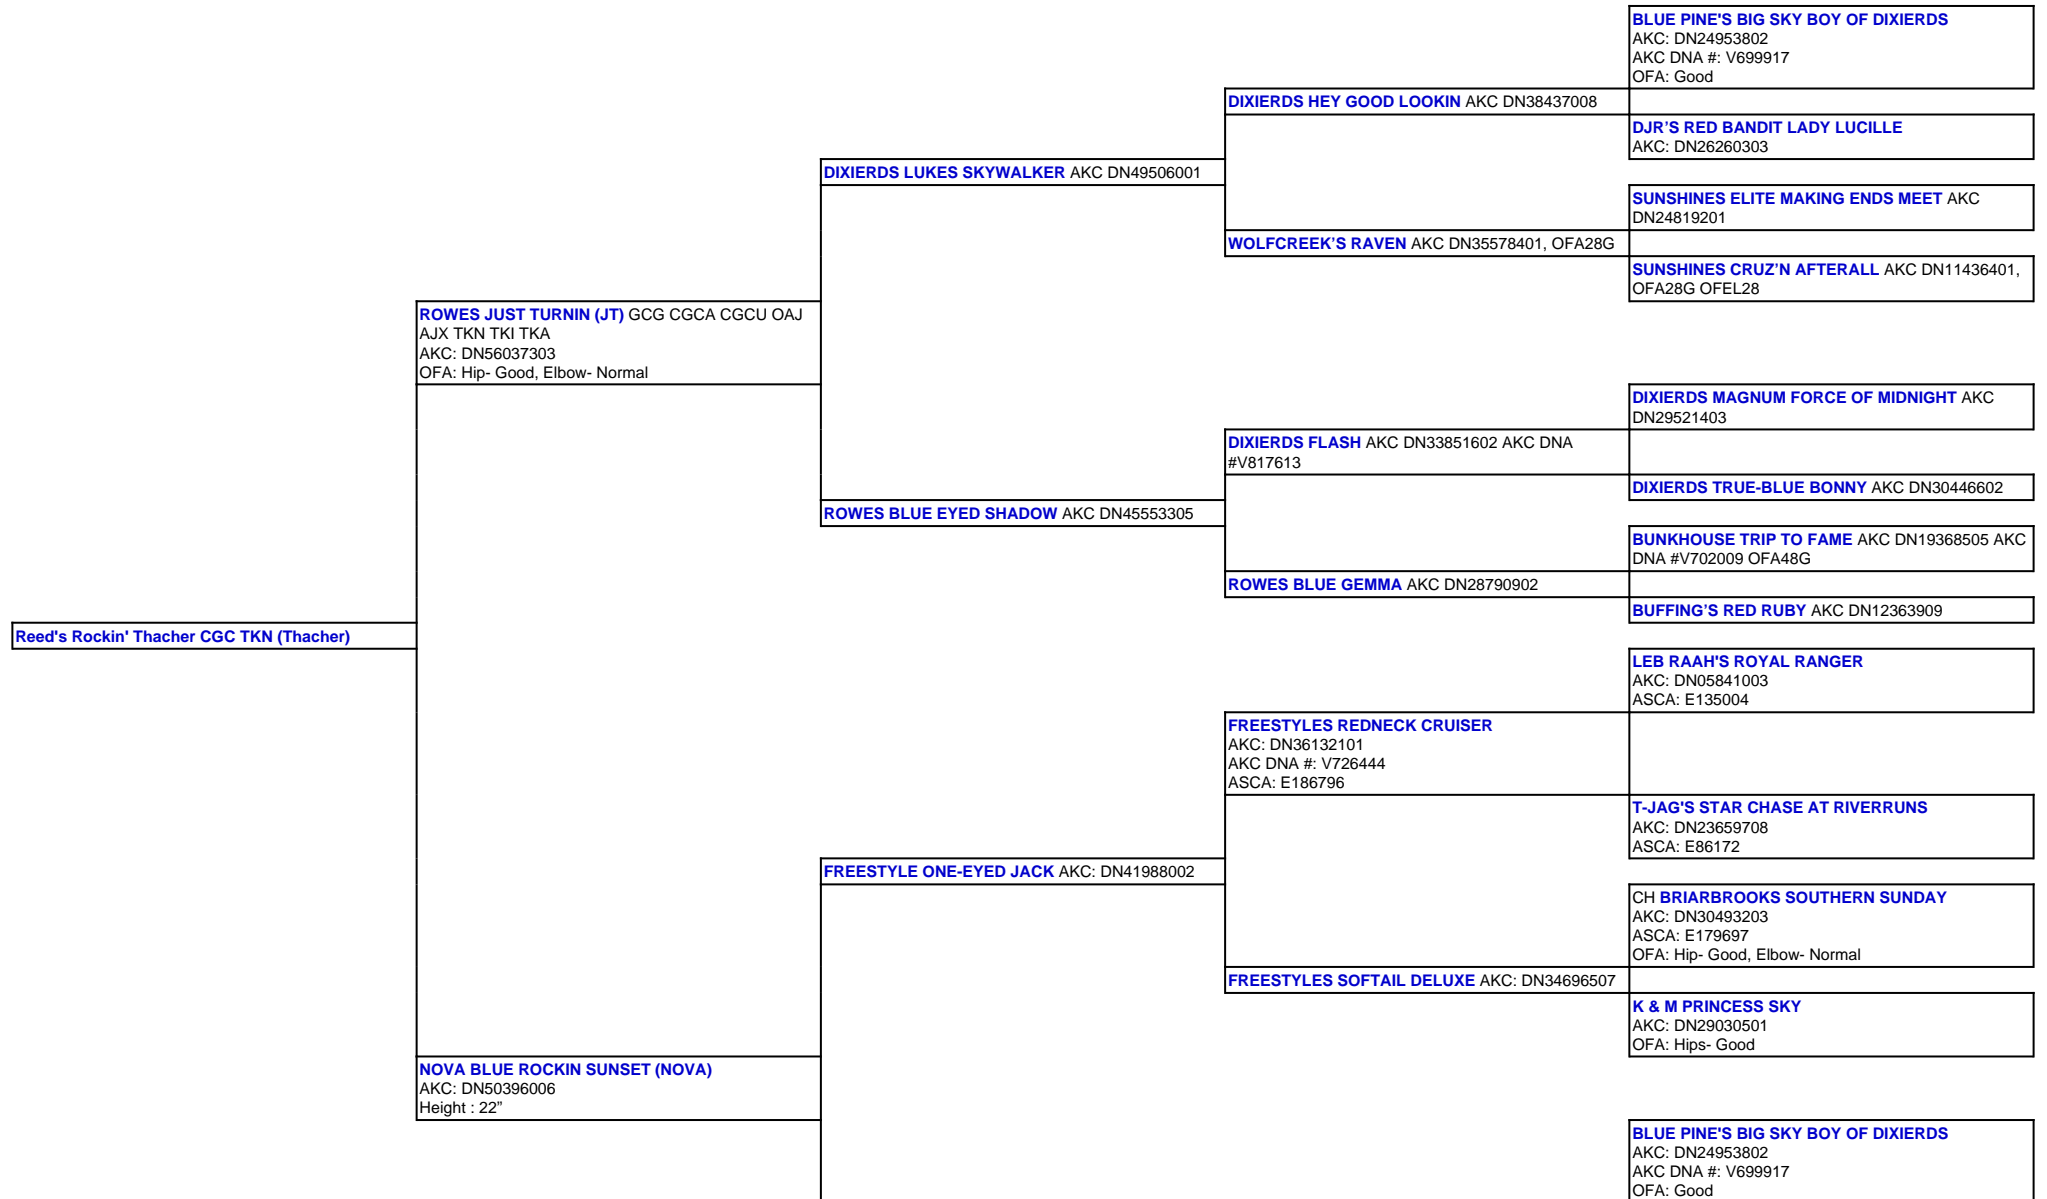 BLUE PINE'S BIG SKY BOY OF DIXIERDS
AKC: DN24953802
AKC DNA #: V699917
OFA: Good
DIXIERDS HEY GOOD LOOKIN AKC DN38437008
DJR’S RED BANDIT LADY LUCILLE
AKC: DN26260303
DIXIERDS LUKES SKYWALKER AKC DN49506001
SUNSHINES ELITE MAKING ENDS MEET AKC
DN24819201
WOLFCREEK’S RAVEN AKC DN35578401, OFA28G
SUNSHINES CRUZ’N AFTERALL AKC DN11436401,
OFA28G OFEL28
ROWES JUST TURNIN (JT) GCG CGCA CGCU OAJ
AJX TKN TKI TKA
AKC: DN56037303
OFA: Hip- Good, Elbow- Normal
DIXIERDS MAGNUM FORCE OF MIDNIGHT AKC
DN29521403
DIXIERDS FLASH AKC DN33851602 AKC DNA
#V817613
DIXIERDS TRUE-BLUE BONNY AKC DN30446602
ROWES BLUE EYED SHADOW AKC DN45553305
BUNKHOUSE TRIP TO FAME AKC DN19368505 AKC
DNA #V702009 OFA48G
ROWES BLUE GEMMA AKC DN28790902
BUFFING’S RED RUBY AKC DN12363909
Reed's Rockin' Thacher CGC TKN (Thacher)
LEB RAAH'S ROYAL RANGER
AKC: DN05841003
ASCA: E135004
FREESTYLES REDNECK CRUISER
AKC: DN36132101
AKC DNA #: V726444
ASCA: E186796
T-JAG'S STAR CHASE AT RIVERRUNS
AKC: DN23659708
ASCA: E86172
FREESTYLE ONE-EYED JACK AKC: DN41988002
CH BRIARBROOKS SOUTHERN SUNDAY
AKC: DN30493203
ASCA: E179697
OFA: Hip- Good, Elbow- Normal
FREESTYLES SOFTAIL DELUXE AKC: DN34696507
K & M PRINCESS SKY
AKC: DN29030501
OFA: Hips- Good
NOVA BLUE ROCKIN SUNSET (NOVA)
AKC: DN50396006
Height : 22”
BLUE PINE'S BIG SKY BOY OF DIXIERDS
AKC: DN24953802
AKC DNA #: V699917
OFA: Good